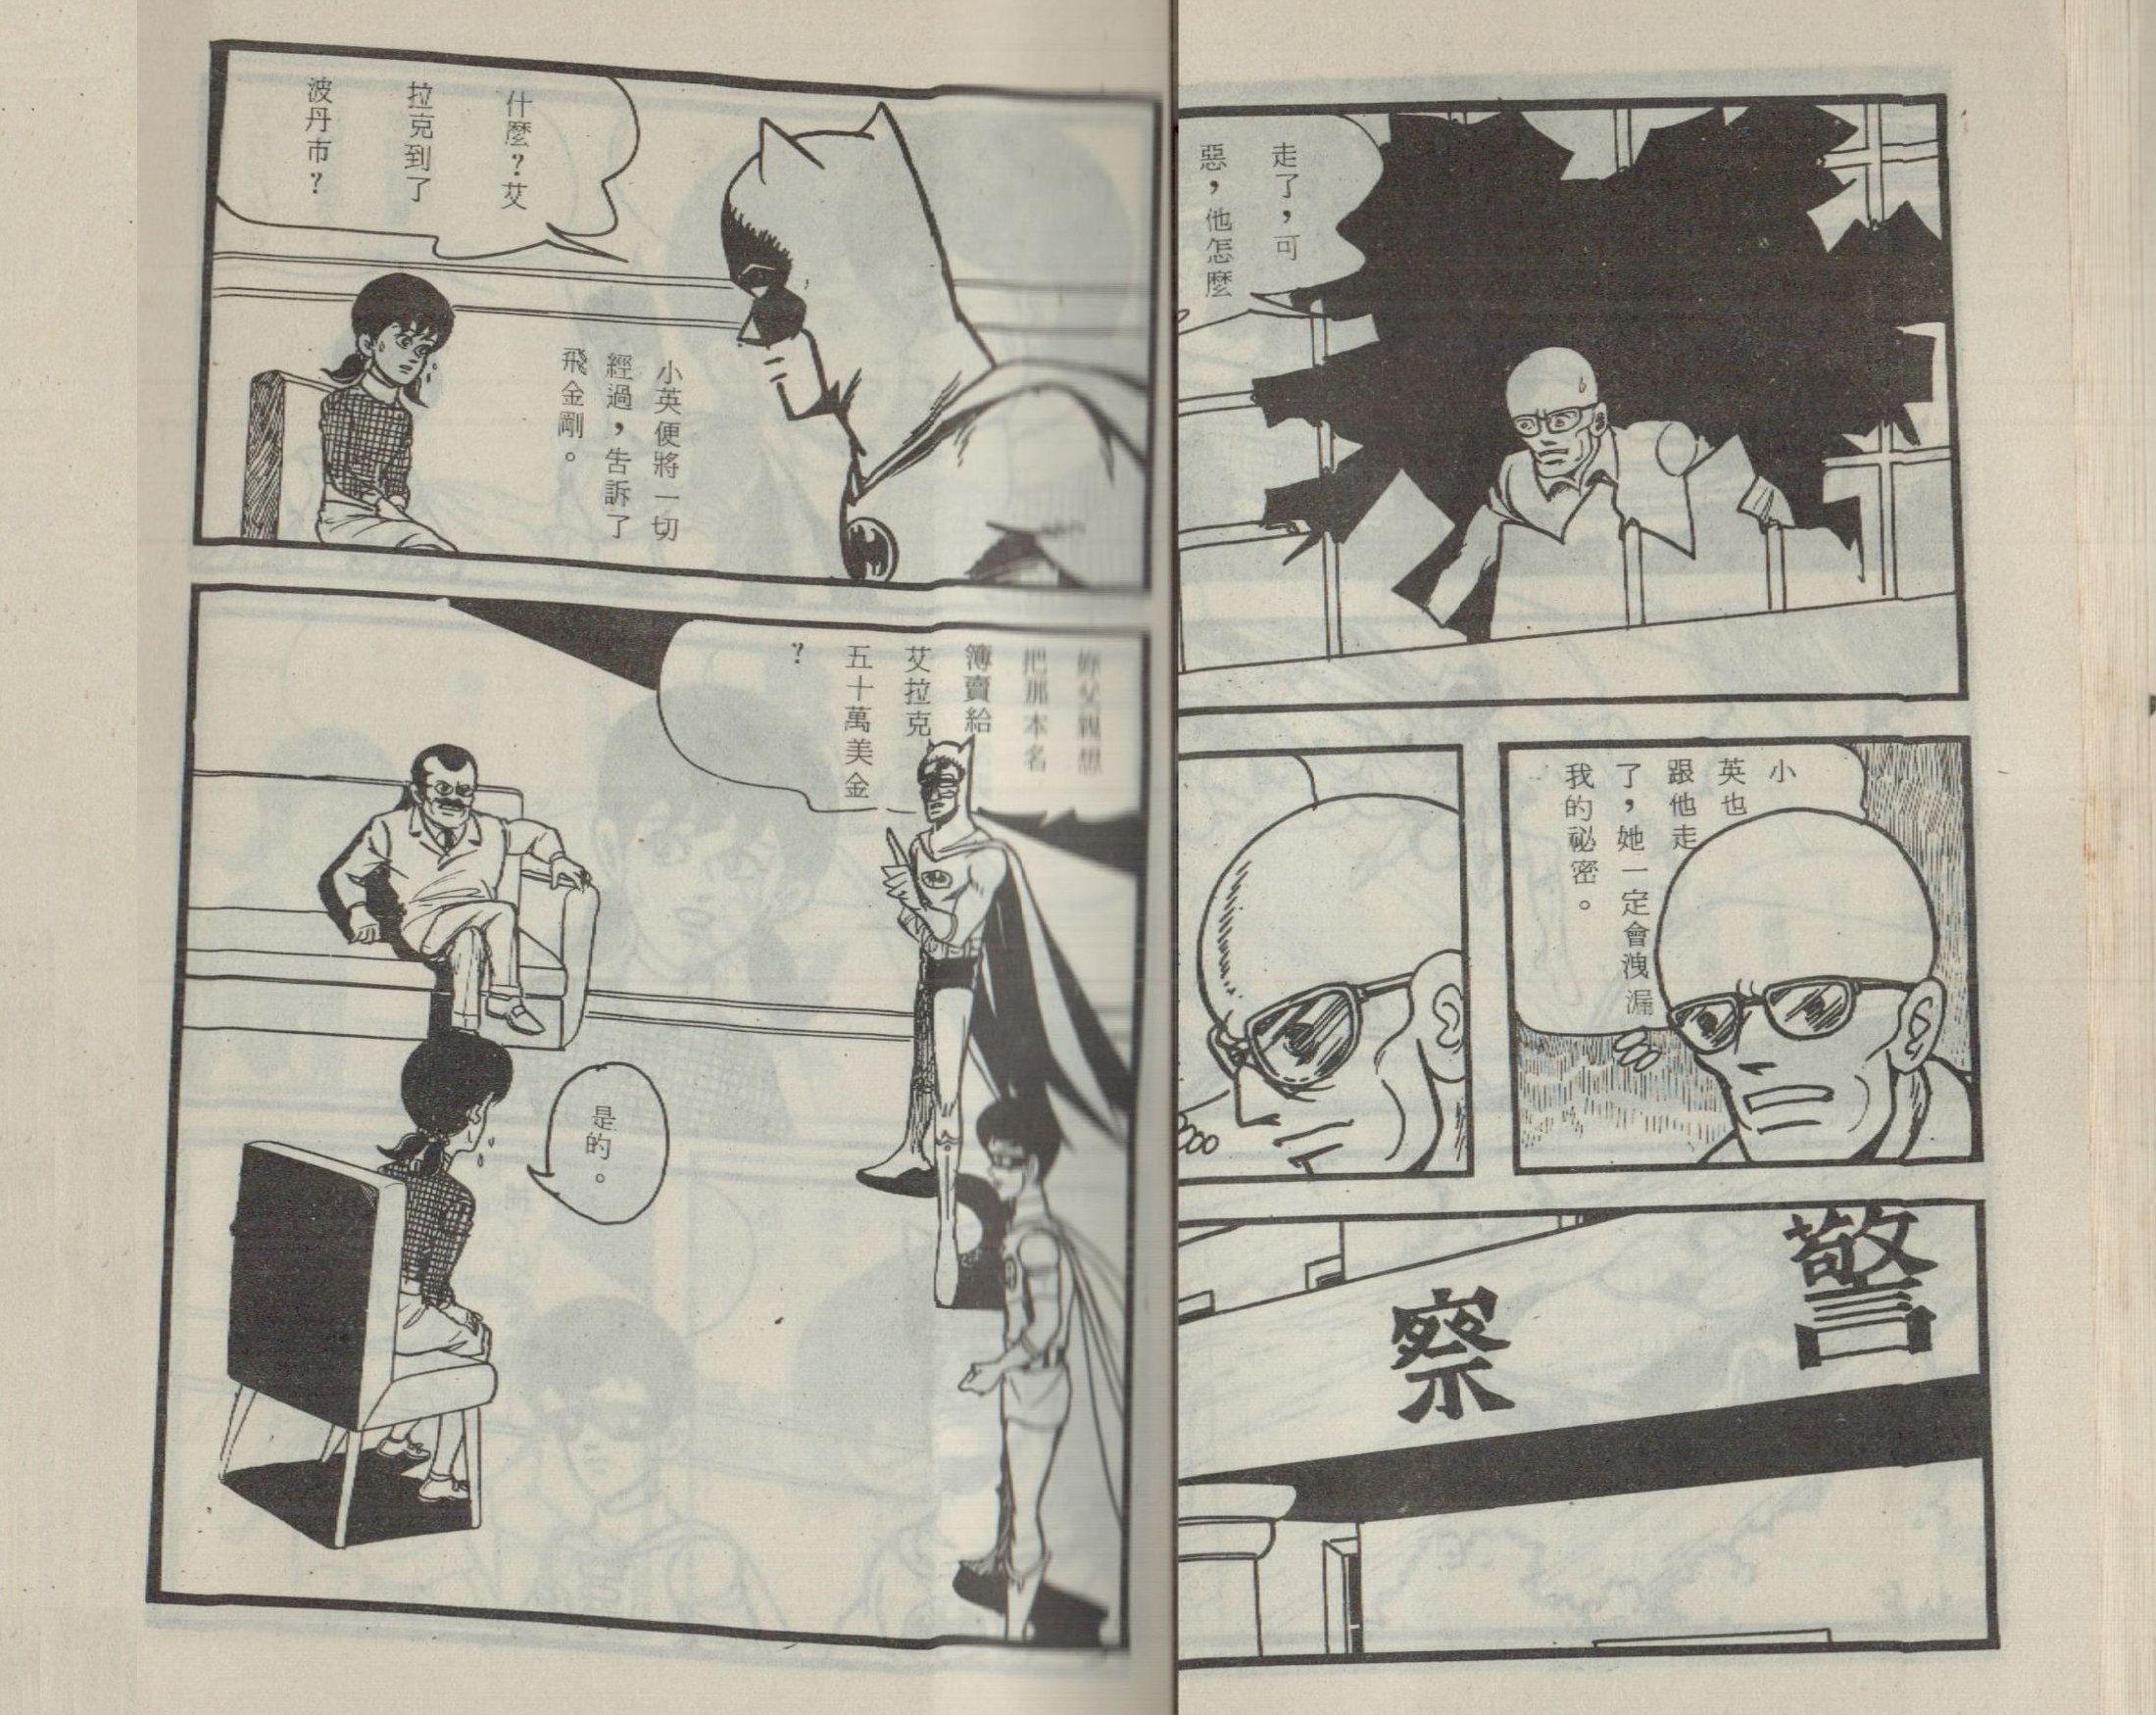 走了，可
惡，他怎麼
小
英也
跟他走
了，她一定會洩漏
我的祕密。
警
察
什麼？艾
拉克到了
波丹市？
小英便將一切
經過，告訴了
飛金剛。
把那本名
簿賣給
艾拉克
五十萬美金
？
是的。